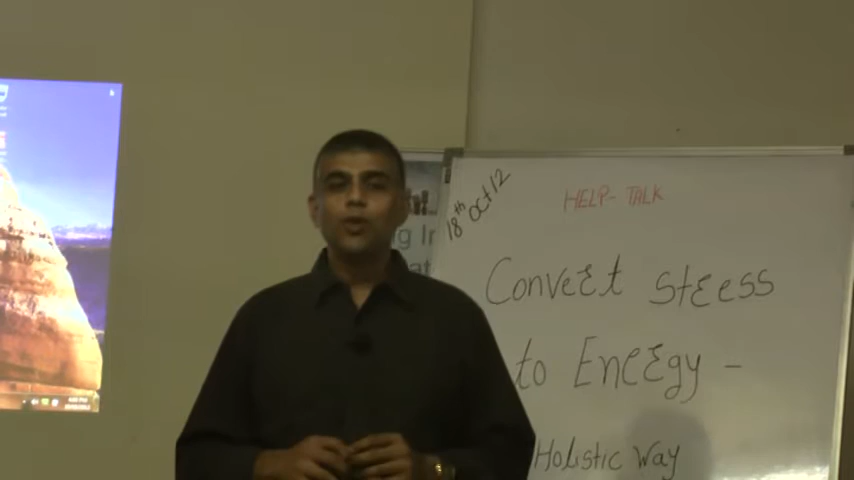 18th Oct 12
HELP-TALK
Convert stress
to Energy -
Holistic Way